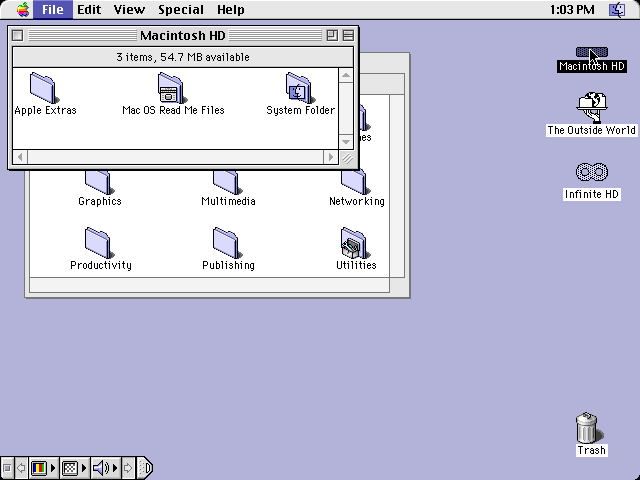 File Edit View Special Help 1:03 PM
Macintosh HD
3 items, 54.7 MB available
Apple Extras Mac OS Read Me Files System Folder
Macintosh HD
The Outside World
Infinite HD
Graphics Multimedia Networking
Productivity Publishing Utilities
Trash